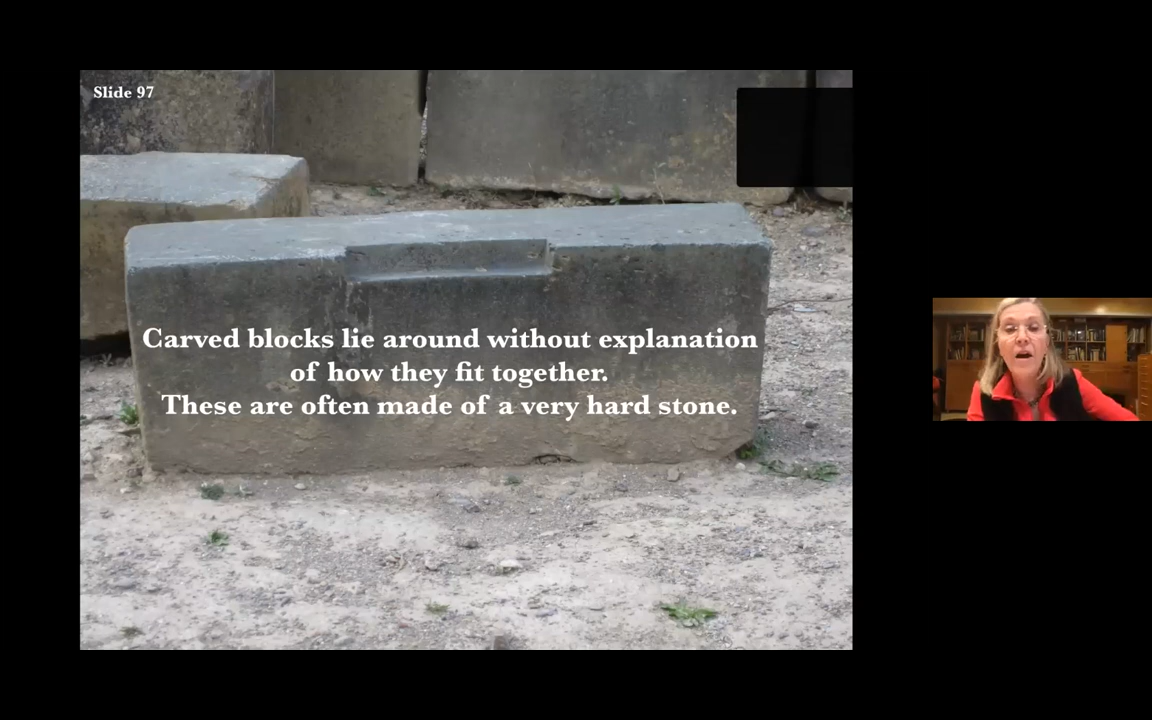 Slide 97
Carved blocks lie around without explanation
of how they fit together.
These are often made of a very hard stone.